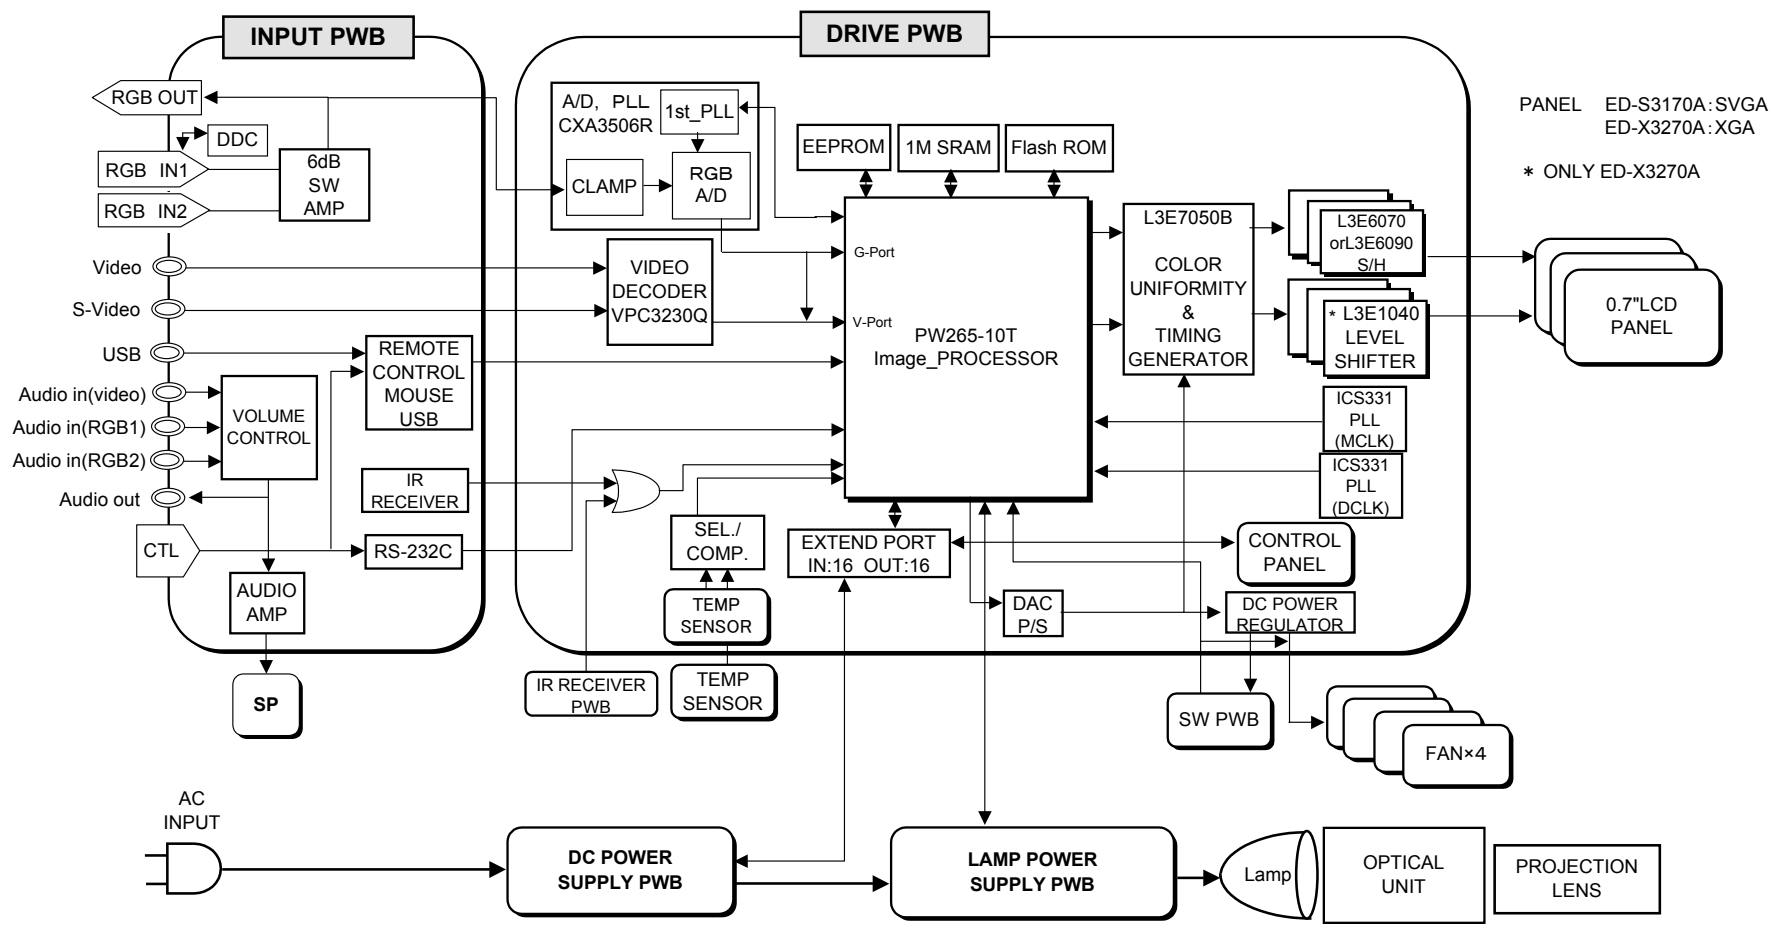 INPUT PWB
DRIVE PWB
RGB OUT
DDC
RGB IN1
RGB IN2
6dB
SW
AMP
Video
S-Video
USB
Audio in(video)
Audio in(RGB1)
Audio in(RGB2)
Audio out
CTL
VOLUME
CONTROL
REMOTE
CONTROL
MOUSE
USB
IR
RECEIVER
RS-232C
AUDIO
AMP
SP
A/D, PLL
CXA3506R
1st_PLL
CLAMP
RGB
A/D
VIDEO
DECODER
VPC3230Q
EEPROM
1M SRAM
Flash ROM
G-Port
V-Port
PW265-10T
Image_PROCESSOR
L3E7050B
COLOR
UNIFORMITY
&
TIMING
GENERATOR
L3E6070
orL3E6090
S/H
* L3E1040
LEVEL
SHIFTER
0.7"LCD
PANEL
PANEL ED-S3170A:SVGA
ED-X3270A:XGA
* ONLY ED-X3270A
ICS331
PLL
(MCLK)
ICS331
PLL
(DCLK)
SEL./
COMP.
EXTEND PORT
IN:16 OUT:16
CONTROL
PANEL
TEMP
SENSOR
DAC
P/S
DC POWER
REGULATOR
IR RECEIVER
PWB
TEMP
SENSOR
SW PWB
FAN×4
AC
INPUT
DC POWER
SUPPLY PWB
LAMP POWER
SUPPLY PWB
Lamp
OPTICAL
UNIT
PROJECTION
LENS